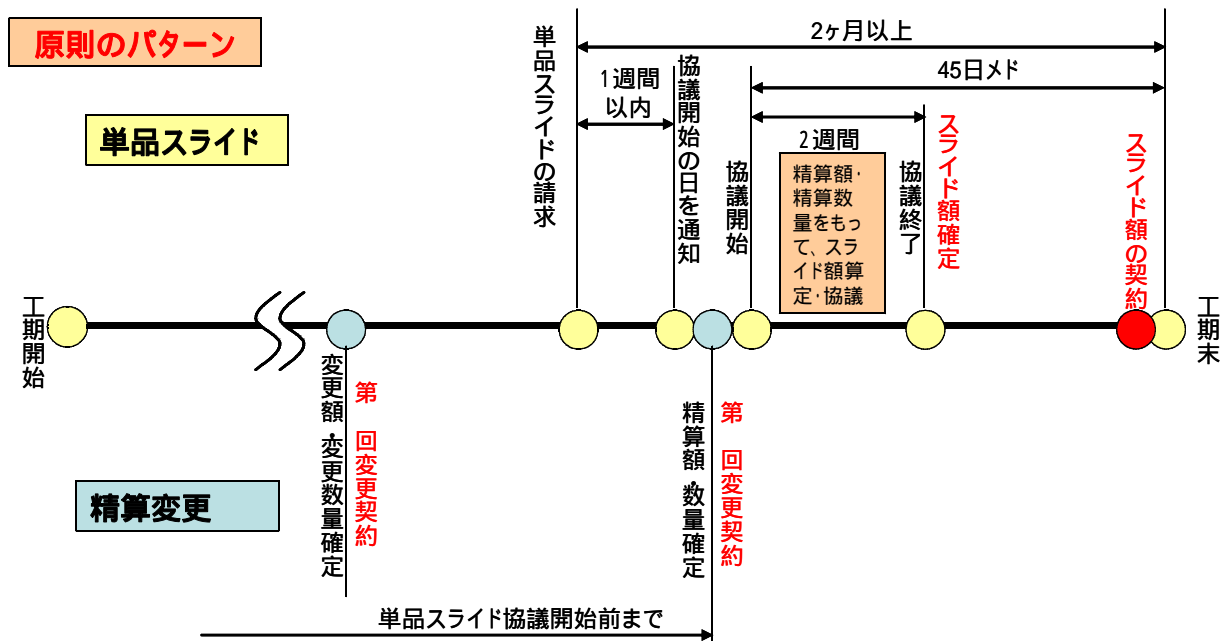 原則のパターン
単品スライド
単品スライドの請求
2ヶ月以上
1週間
以内
協議開始の日を通知
45日メド
協議開始
2週間
精算額・
精算数
量をもっ
て、スラ
イド額算
定・協議
協議終了
スライド額確定
スライド額の契約
工期開始
工期末
変更額・変更数量確定
第　回変更契約
精算額・数量確定
第　回変更契約
精算変更
単品スライド協議開始前まで